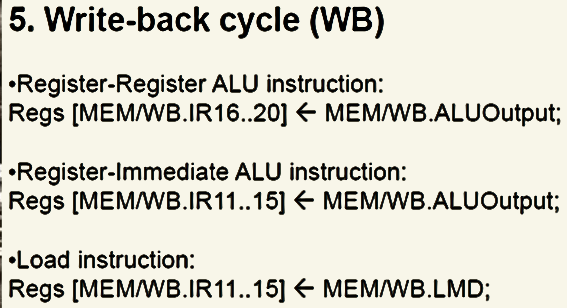 5. Write-back cycle (WB)
•Register-Register ALU instruction:
Regs [MEM/WB.IR16..20] ← MEM/WB.ALUOutput;
•Register-Immediate ALU instruction:
Regs [MEM/WB.IR11..15] ← MEM/WB.ALUOutput;
•Load instruction:
Regs [MEM/WB.IR11..15] ← MEM/WB.LMD;